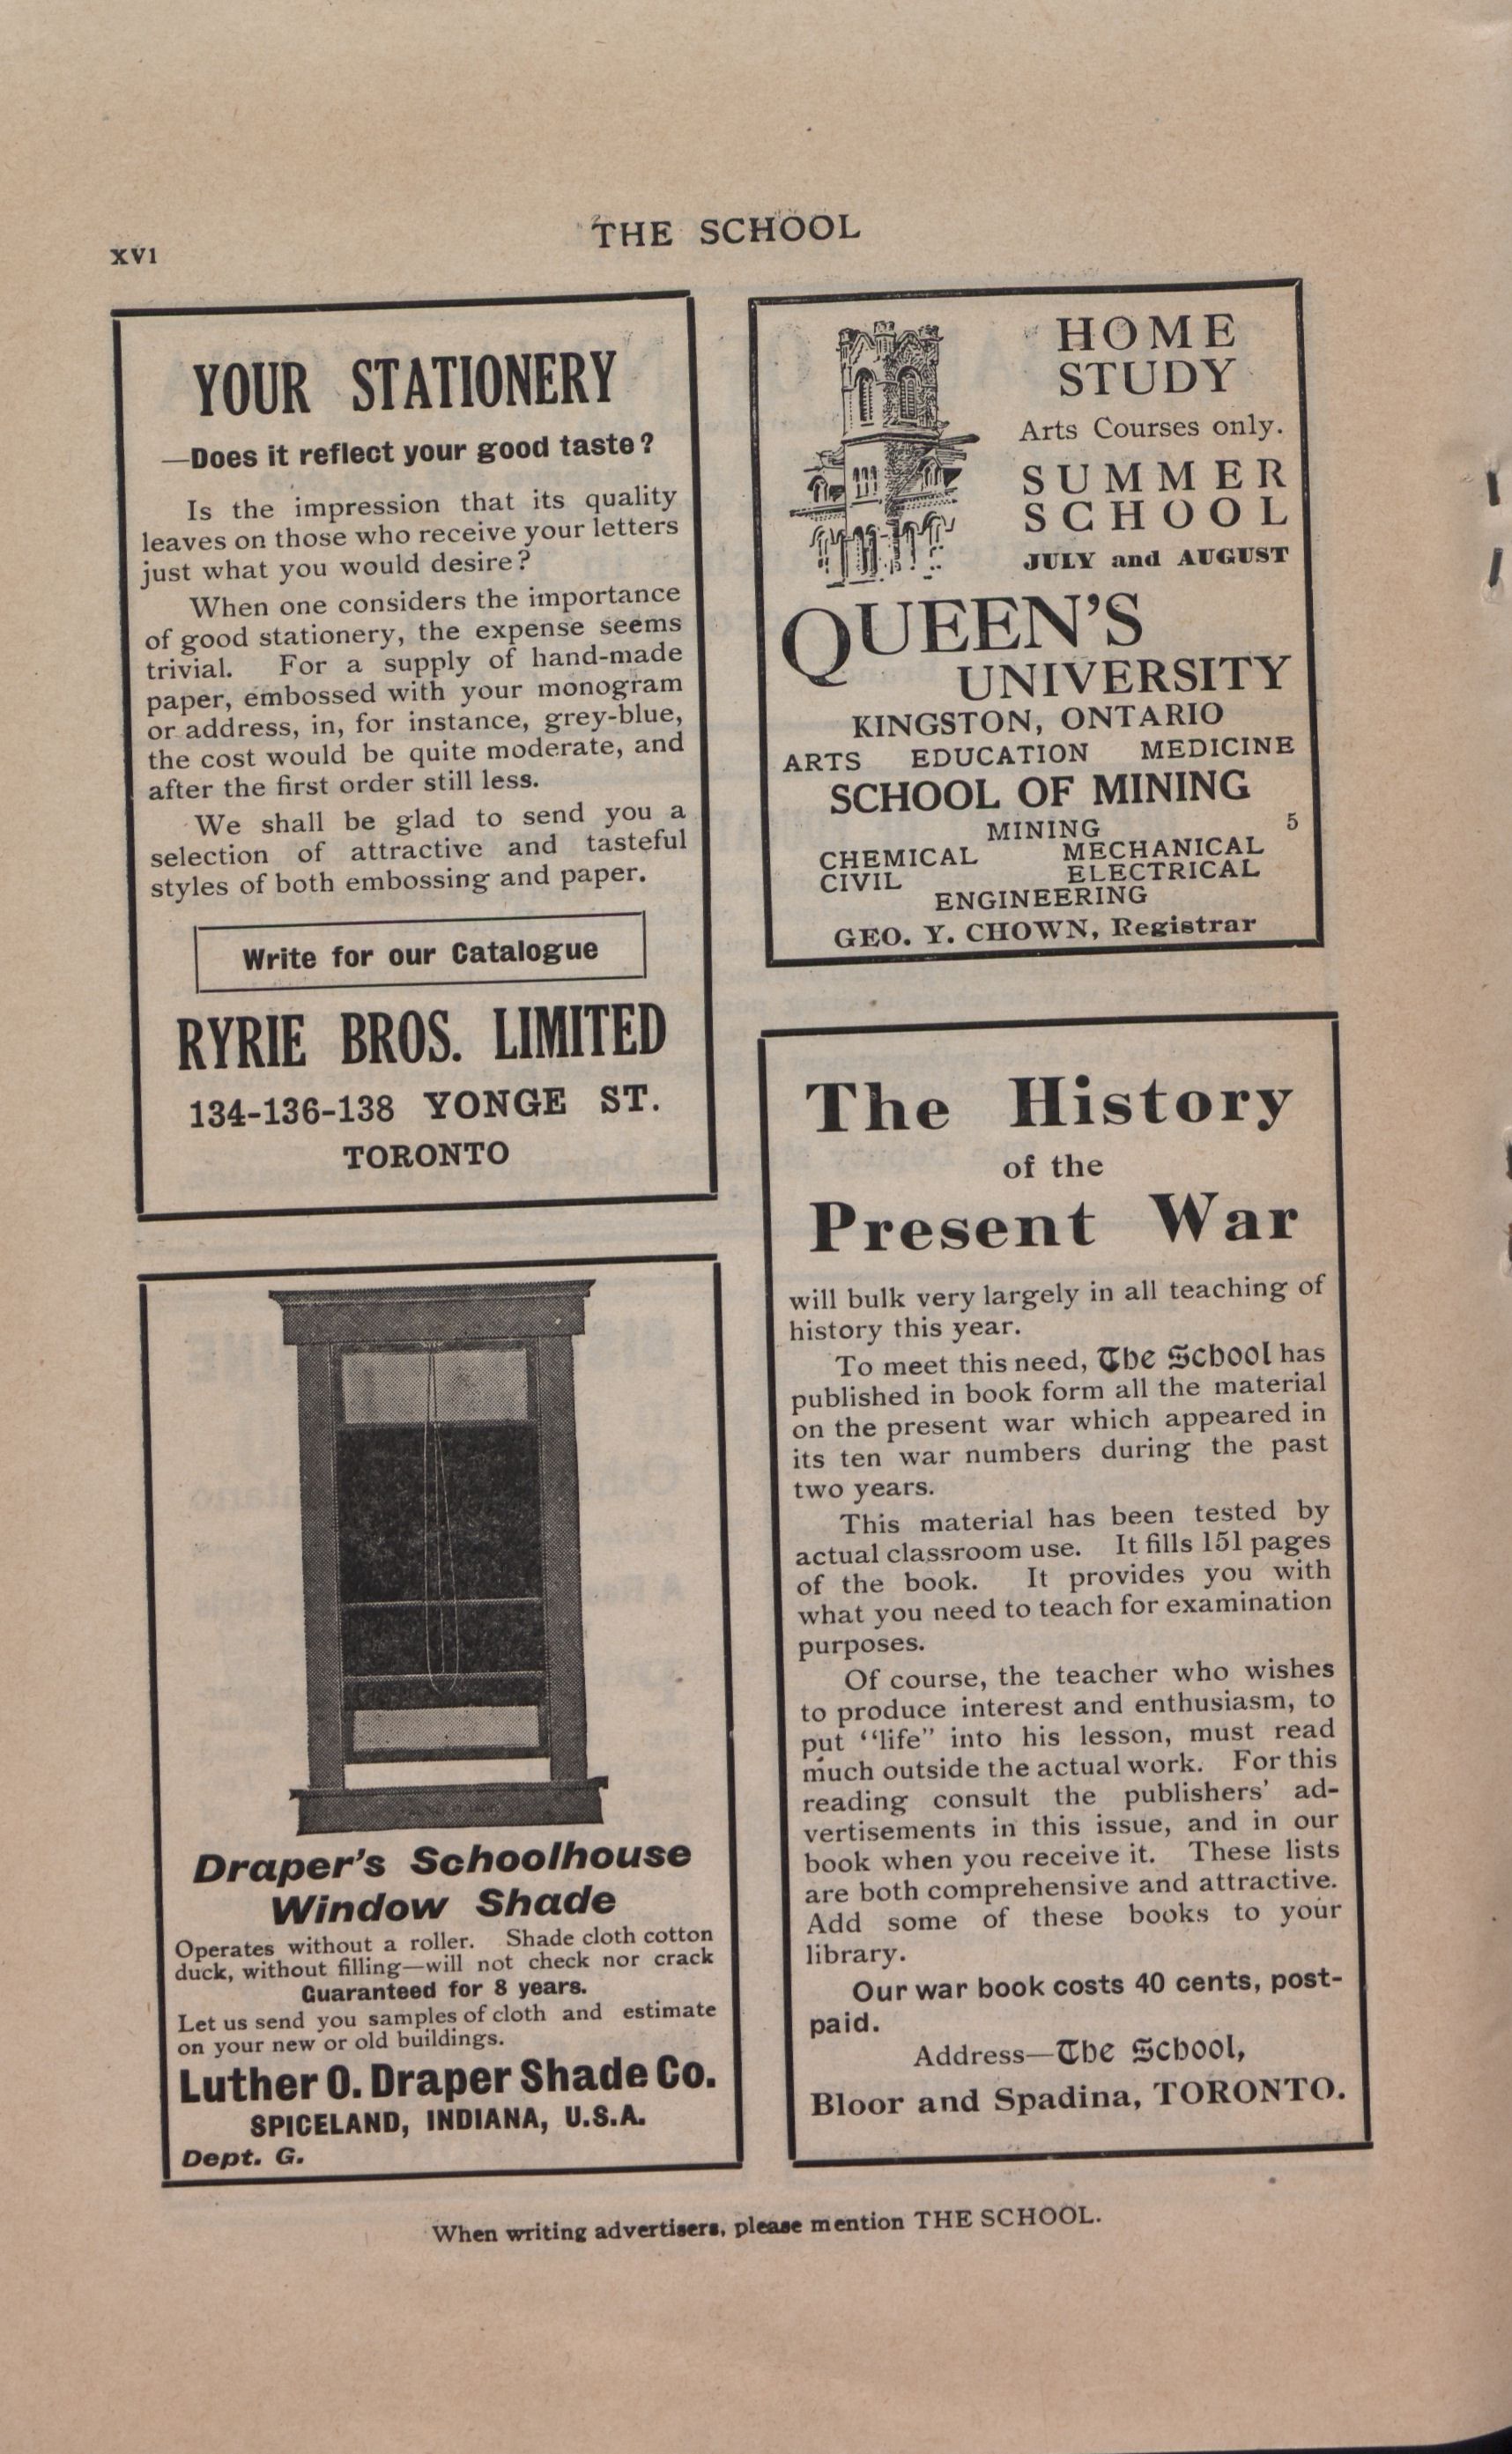 XVI
THE SCHOOL
YOUR STATIONERY
—Does it reflect your good taste?
Is the impression that its quality
leaves on those who receive your letters
just what you would desire?
When one considers the importance
of good stationery, the expense seems
trivial. For a supply of hand-made
paper, embossed with your monogram
or address, in, for instance, grey-blue,
the cost would be quite moderate, and
after the first order still less.
We shall be glad to send you a
selection of attractive and tasteful
styles of both embossing and paper.
Write for our Catalogue
RYRIE BROS. LIMITED
134-136-138 YONGE ST.
TORONTO
Draper's Schoolhouse
Window Shade
Operates without a roller. Shade cloth cotton
duck, without filling—will not check nor crack
Guaranteed for 8 years.
Let us send you samples of cloth and estimate
on your new or old buildings.
Luther O. Draper Shade Co.
SPICELAND, INDIANA, U.S.A.
Dept. G.
HOME
STUDY
Arts Courses only.
SUMMER
SCHOOL
JULY and AUGUST
QUEEN'S
UNIVERSITY
KINGSTON, ONTARIO
ARTS EDUCATION MEDICINE
SCHOOL OF MINING
MINING 5
CHEMICAL MECHANICAL
CIVIL ELECTRICAL
ENGINEERING
GEO. Y. CHOWN, Registrar
The History
of the
Present War
will bulk very largely in all teaching of
history this year.
To meet this need, The School has
published in book form all the material
on the present war which appeared in
its ten war numbers during the past
two years.
This material has been tested by
actual classroom use. It fills 151 pages
of the book. It provides you with
what you need to teach for examination
purposes.
Of course, the teacher who wishes
to produce interest and enthusiasm, to
put "life" into his lesson, must read
much outside the actual work. For this
reading consult the publishers' ad-
vertisements in this issue, and in our
book when you receive it. These lists
are both comprehensive and attractive.
Add some of these books to your
library.
Our war book costs 40 cents, post-
paid.
Address—The School,
Bloor and Spadina, TORONTO.
When writing advertisers, please mention THE SCHOOL.